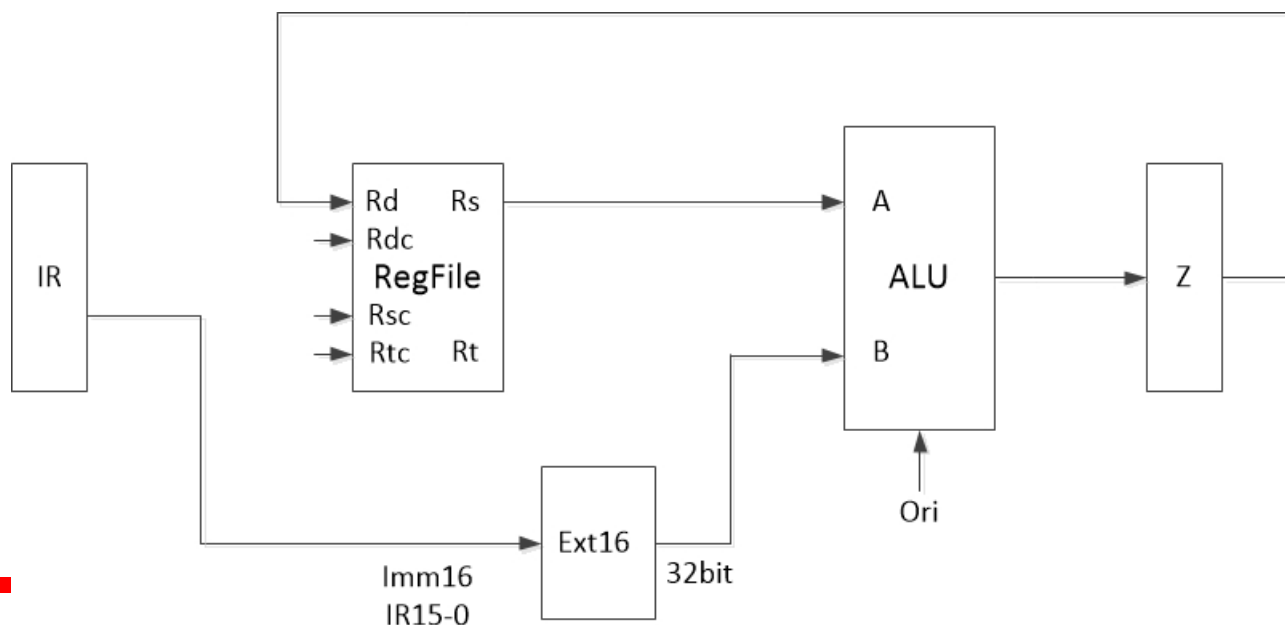 IR
Rd Rs
Rdc
RegFile
Rsc
Rtc Rt
A
ALU
B
Z
Ori
Ext16
Imm16
IR15-0
32bit